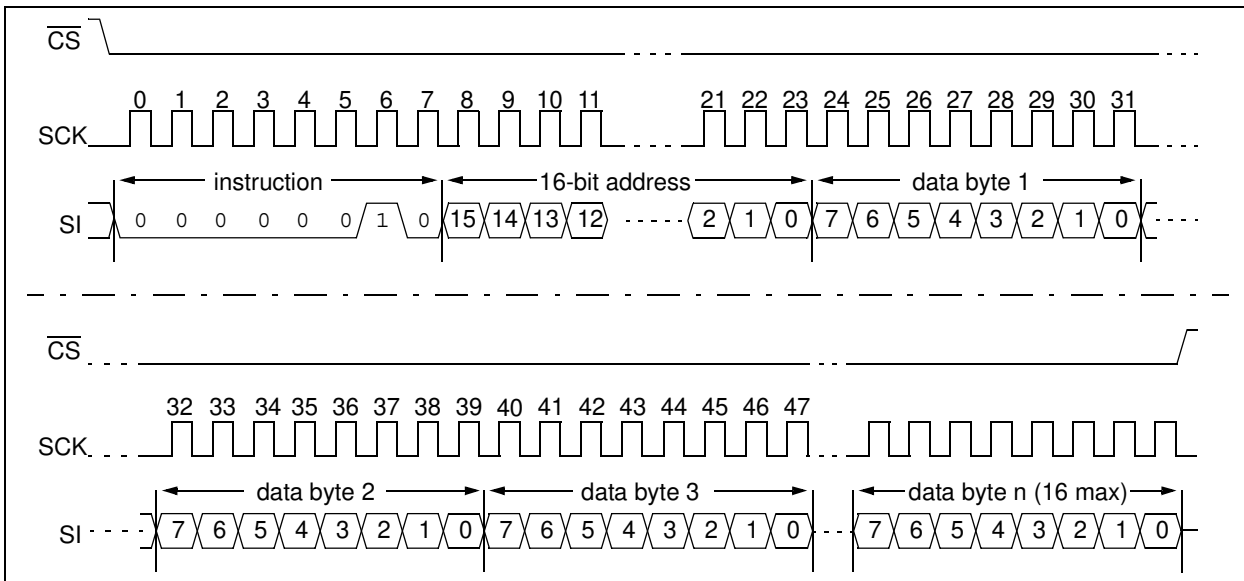 CS
0 1 2 3 4 5 6 7 8 9 10 11 21 22 23 24 25 26 27 28 29 30 31
SCK
instruction 16-bit address data byte 1
SI 0 0 0 0 0 0 1 0 15 14 13 12 2 1 0 7 6 5 4 3 2 1 0
CS
32 33 34 35 36 37 38 39 40 41 42 43 44 45 46 47
SCK
data byte 2 data byte 3 data byte n (16 max)
SI 7 6 5 4 3 2 1 0 7 6 5 4 3 2 1 0 7 6 5 4 3 2 1 0